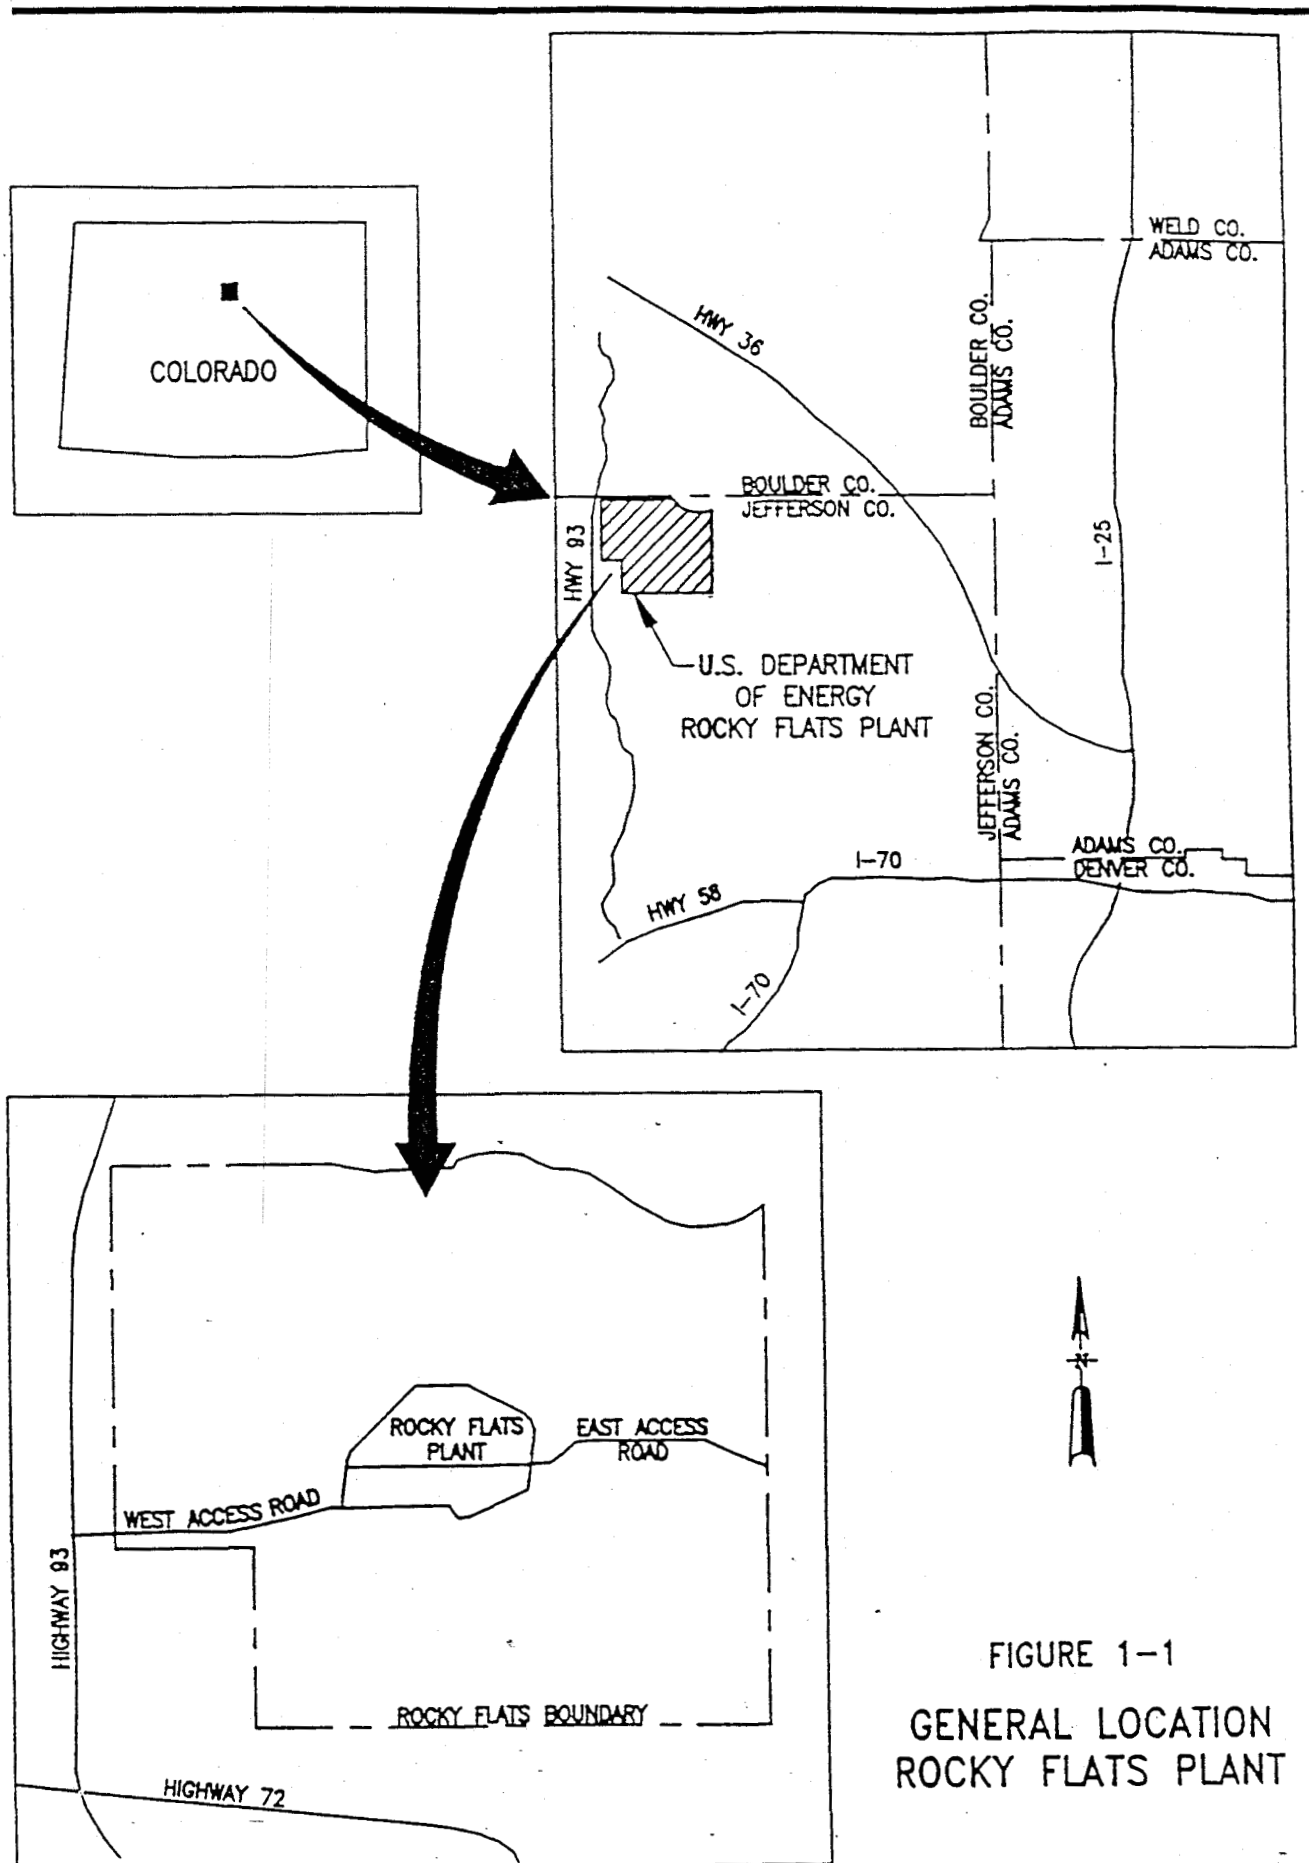 COLORADO
WELD CO.
ADAMS CO.
HWY 36
BOULDER CO.
ADAMS CO.
BOULDER CO.
JEFFERSON CO.
HWY 93
I-25
U.S. DEPARTMENT
OF ENERGY
ROCKY FLATS PLANT
JEFFERSON CO.
ADAMS CO.
ADAMS CO.
DENVER CO.
I-70
HWY 58
I-70
N
ROCKY FLATS
PLANT
EAST ACCESS
ROAD
WEST ACCESS ROAD
HIGHWAY 93
ROCKY FLATS BOUNDARY
HIGHWAY 72
FIGURE 1-1
GENERAL LOCATION
ROCKY FLATS PLANT